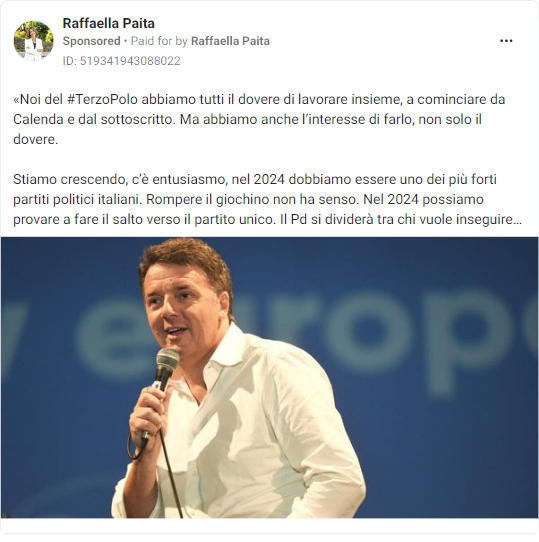 Raffaella Paita
Sponsored • Paid for by Raffaella Paita
ID: 519341943088022
«Noi del #TerzoPolo abbiamo tutti il dovere di lavorare insieme, a cominciare da
Calenda e dal sottoscritto. Ma abbiamo anche l’interesse di farlo, non solo il
dovere.
Stiamo crescendo, c’è entusiasmo, nel 2024 dobbiamo essere uno dei più forti
partiti politici italiani. Rompere il giochino non ha senso. Nel 2024 possiamo
provare a fare il salto verso il partito unico. Il Pd si dividerà tra chi vuole inseguire...
w europe